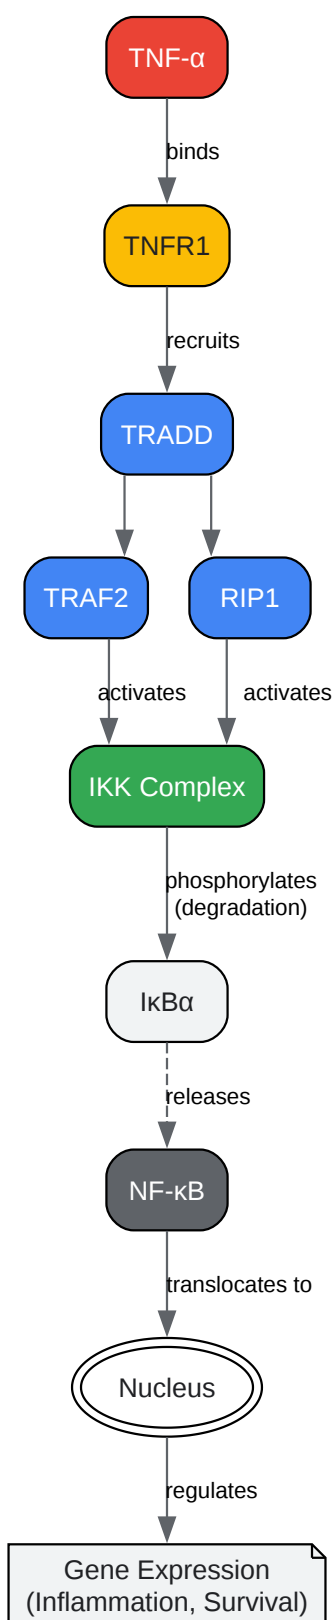 TNF-α
binds
TNFR1
recruits
TRADD
TRAF2
RIP1
activates
activates
IKK Complex
phosphorylates
(degradation)
IκBα
releases
NF-κB
translocates to
Nucleus
regulates
Gene Expression
(Inflammation, Survival)